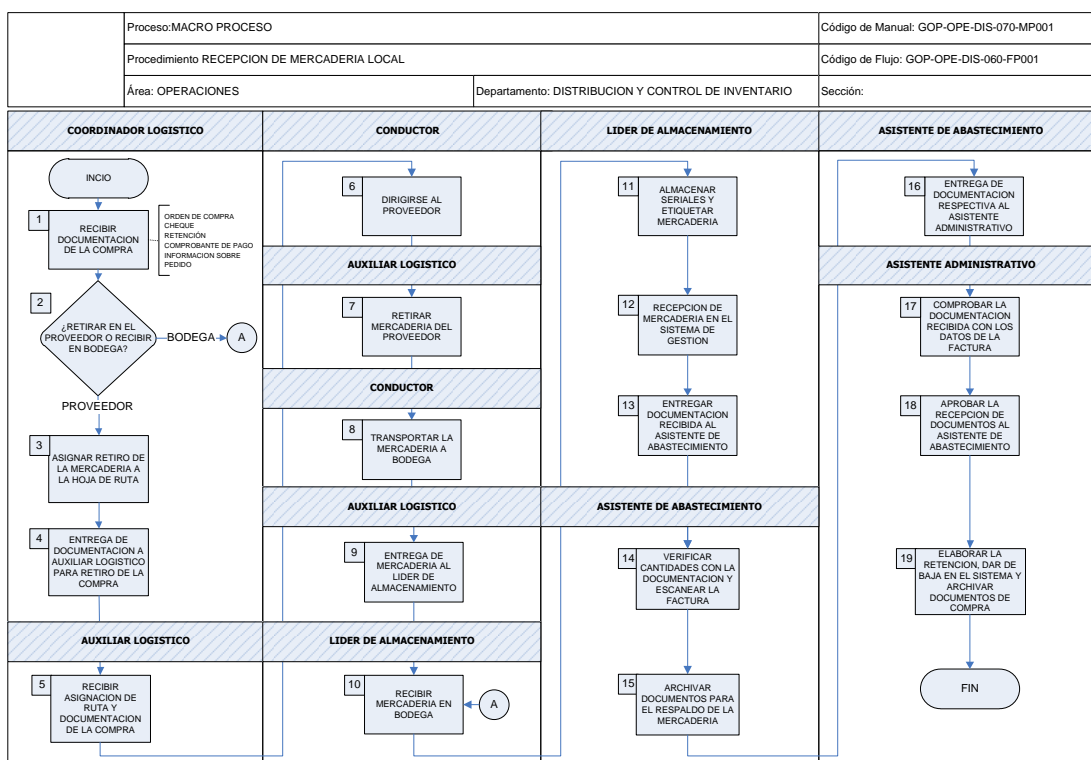 Proceso:MACRO PROCESO
Código de Manual: GOP-OPE-DIS-070-MP001
Procedimiento RECEPCION DE MERCADERIA LOCAL
Código de Flujo: GOP-OPE-DIS-060-FP001
Área: OPERACIONES
Departamento: DISTRIBUCION Y CONTROL DE INVENTARIO
Sección:
COORDINADOR LOGISTICO
INCIO
1
RECIBIR
DOCUMENTACION
DE LA COMPRA
ORDEN DE COMPRA
CHEQUE
RETENCIÓN
COMPROBANTE DE PAGO
INFORMACION SOBRE
PEDIDO
2
¿RETIRAR EN EL
PROVEEDOR O RECIBIR
EN BODEGA?
BODEGA
A
PROVEEDOR
3
ASIGNAR RETIRO DE
LA MERCADERIA A
LA HOJA DE RUTA
4
ENTREGA DE
DOCUMENTACION A
AUXILIAR LOGISTICO
PARA RETIRO DE LA
COMPRA
AUXILIAR LOGISTICO
5
RECIBIR
ASIGNACION DE
RUTA Y
DOCUMENTACION
DE LA COMPRA
CONDUCTOR
6
DIRIGIRSE AL
PROVEEDOR
AUXILIAR LOGISTICO
7
RETIRAR
MERCADERIA DEL
PROVEEDOR
CONDUCTOR
8
TRANSPORTAR LA
MERCADERIA A
BODEGA
AUXILIAR LOGISTICO
9
ENTREGA DE
MERCADERIA AL
LIDER DE
ALMACENAMIENTO
LIDER DE ALMACENAMIENTO
10
RECIBIR
MERCADERIA EN
BODEGA
A
LIDER DE ALMACENAMIENTO
11
ALMACENAR
SERIALES Y
ETIQUETAR
MERCADERIA
12
RECEPCION DE
MERCADERIA EN EL
SISTEMA DE
GESTION
13
ENTREGAR
DOCUMENTACION
RECIBIDA AL
ASISTENTE DE
ABASTECIMIENTO
ASISTENTE DE ABASTECIMIENTO
14
VERIFICAR
CANTIDADES CON LA
DOCUMENTACION Y
ESCANEAR LA
FACTURA
15
ARCHIVAR
DOCUMENTOS PARA
EL RESPALDO DE LA
MERCADERIA
ASISTENTE DE ABASTECIMIENTO
16
ENTREGA DE
DOCUMENTACION
RESPECTIVA AL
ASISTENTE
ADMINISTRATIVO
ASISTENTE ADMINISTRATIVO
17
COMPROBAR LA
DOCUMENTACION
RECIBIDA CON LOS
DATOS DE LA
FACTURA
18
APROBAR LA
RECEPCION DE
DOCUMENTOS AL
ASISTENTE DE
ABASTECIMIENTO
19
ELABORAR LA
RETENCION, DAR DE
BAJA EN EL SISTEMA Y
ARCHIVAR
DOCUMENTOS DE
COMPRA
FIN